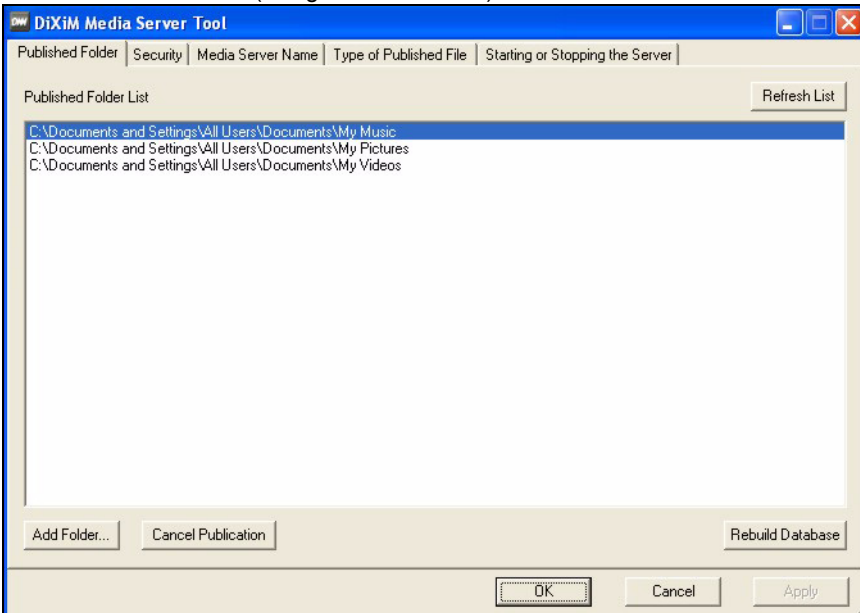 DiXiM Media Server Tool
Published Folder Security Media Server Name Type of Published File Starting or Stopping the Server
Published Folder List Refresh List
C:\Documents and Settings\All Users\Documents\My Music
C:\Documents and Settings\All Users\Documents\My Pictures
C:\Documents and Settings\All Users\Documents\My Videos
Add Folder... Cancel Publication Rebuild Database
OK Cancel Apply